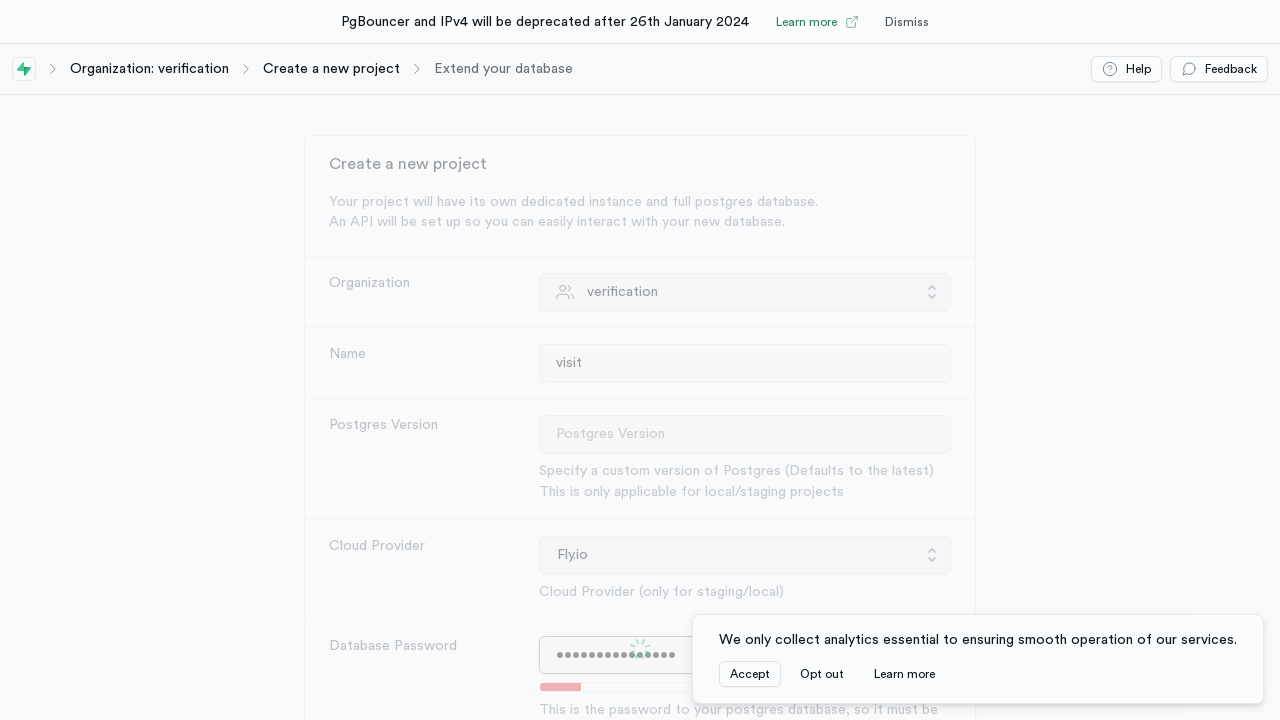 PgBouncer and IPv4 will be deprecated after 26th January 2024 Learn more Dismiss
Organization: verification Create a new project Extend your database Help Feedback
Create a new project
Your project will have its own dedicated instance and full postgres database.
An API will be set up so you can easily interact with your new database.
Organization verification
Name visit
Postgres Version Postgres Version
Specify a custom version of Postgres (Defaults to the latest)
This is only applicable for local/staging projects
Cloud Provider Fly.io
Cloud Provider (only for staging/local)
Database Password
This is the password to your postgres database, so it must be
We only collect analytics essential to ensuring smooth operation of our services.
Accept Opt out Learn more